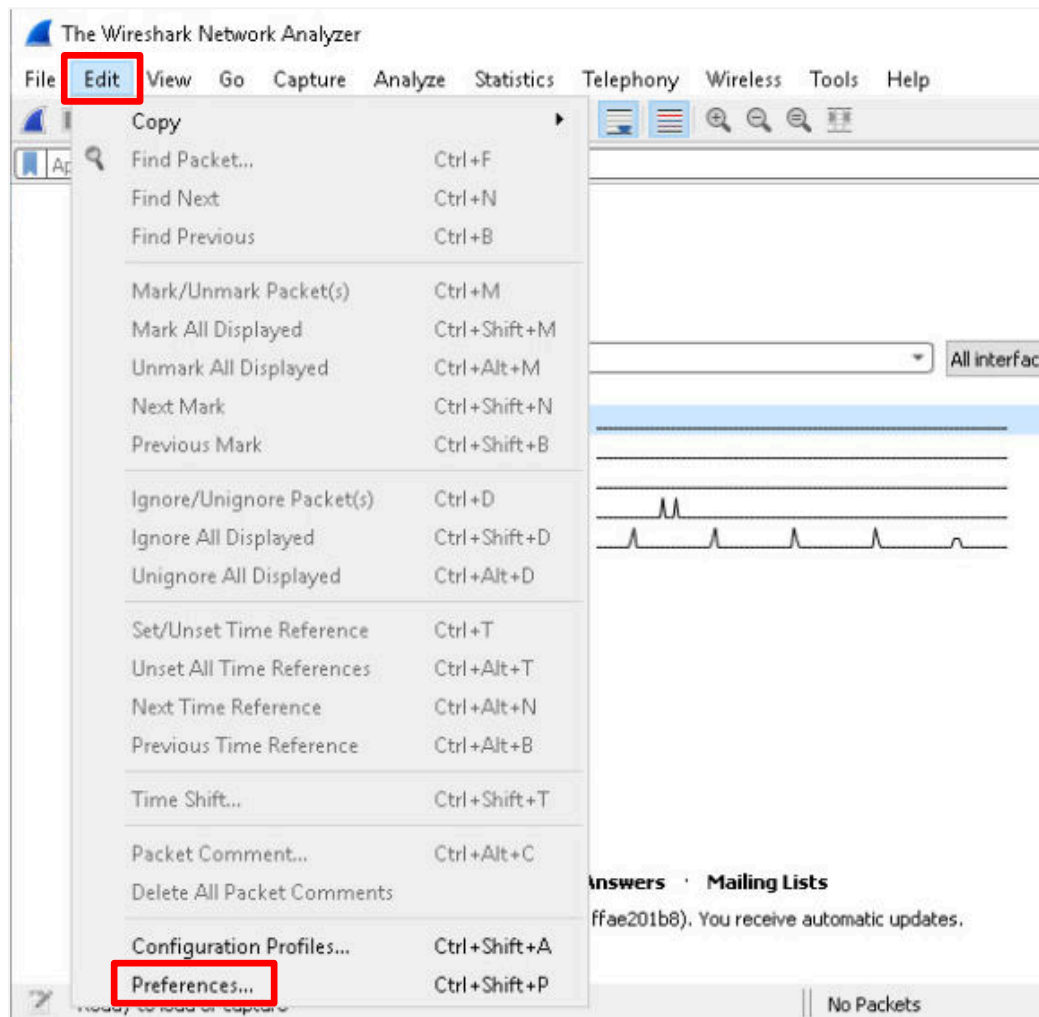 The Wireshark Network Analyzer
File Edit View Go Capture Analyze Statistics Telephony Wireless Tools Help
Copy
Find Packet... Ctrl+F
Find Next Ctrl+N
Find Previous Ctrl+B
Mark/Unmark Packet(s) Ctrl+M
Mark All Displayed Ctrl+Shift+M
Unmark All Displayed Ctrl+Alt+M
All interfac
Next Mark Ctrl+Shift+N
Previous Mark Ctrl+Shift+B
Ignore/Unignore Packet(s) Ctrl+D
Ignore All Displayed Ctrl+Shift+D
Unignore All Displayed Ctrl+Alt+D
Set/Unset Time Reference Ctrl+T
Unset All Time References Ctrl+Alt+T
Next Time Reference Ctrl+Alt+N
Previous Time Reference Ctrl+Alt+B
Time Shift... Ctrl+Shift+T
Packet Comment... Ctrl+Alt+C
Delete All Packet Comments
Answers · Mailing Lists
ffae201b8). You receive automatic updates.
Configuration Profiles... Ctrl+Shift+A
Preferences... Ctrl+Shift+P
No Packets